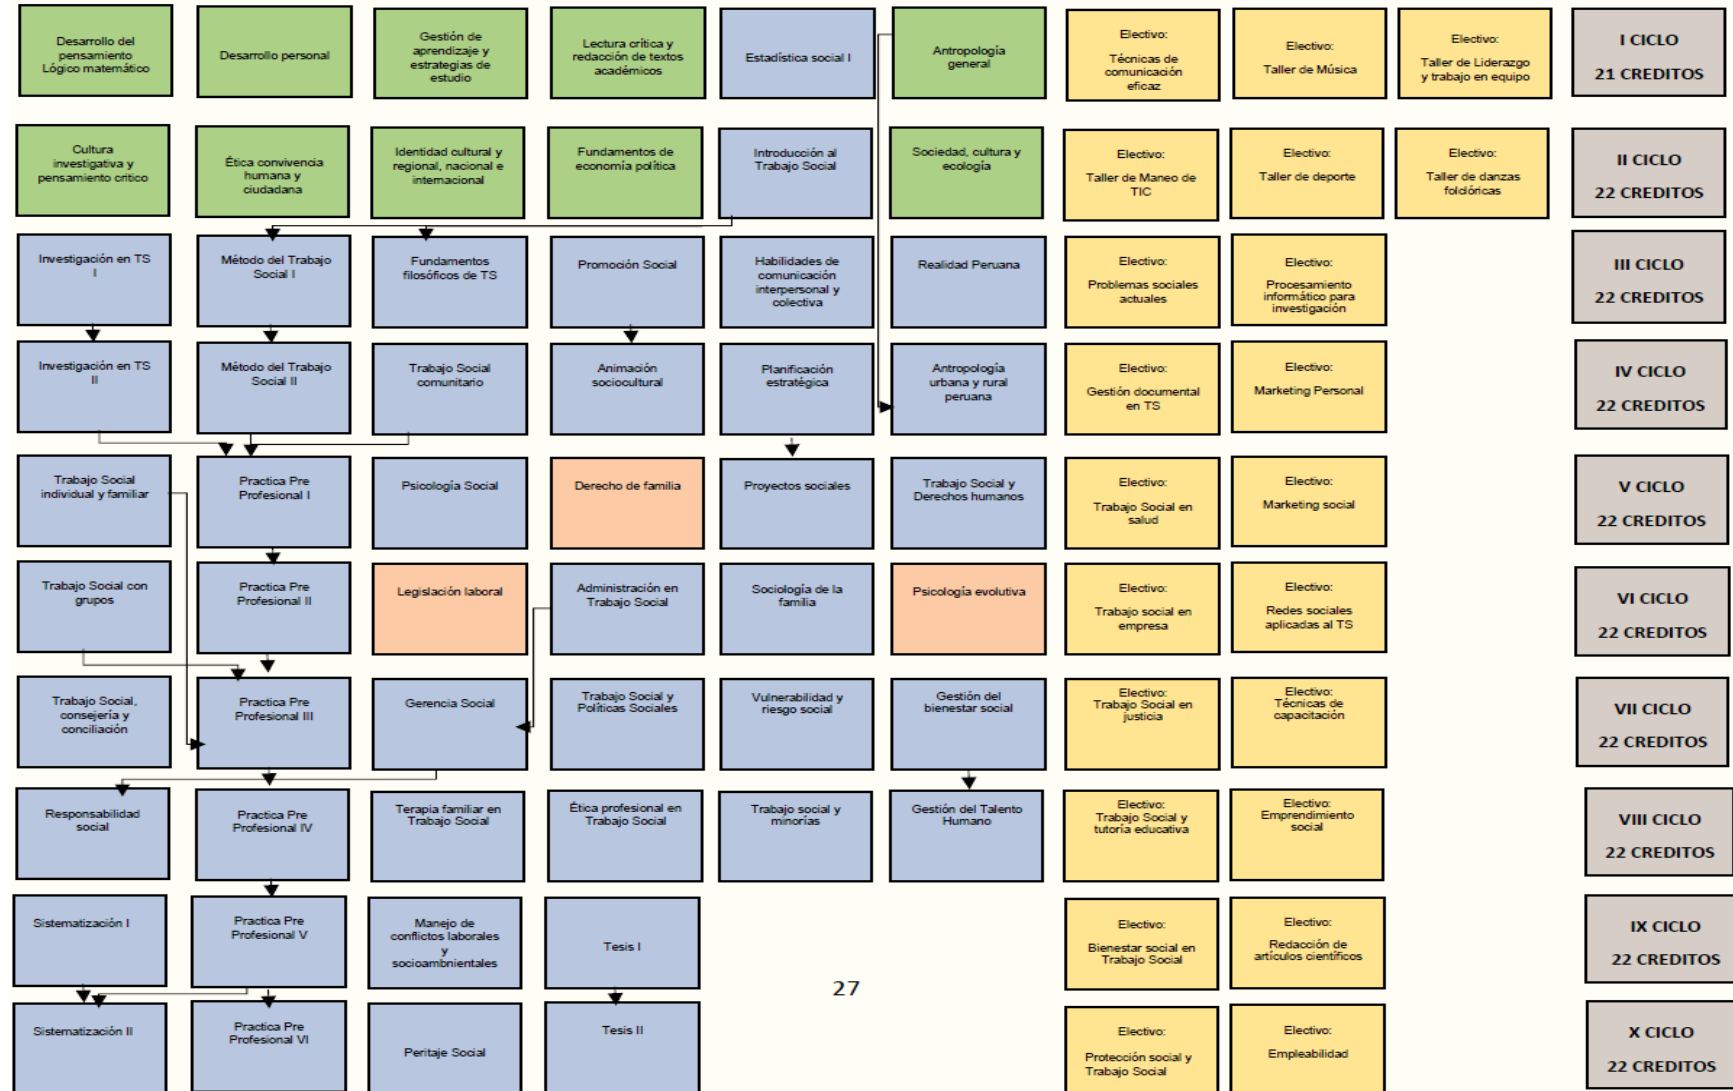 Desarrollo del
pensamiento
Lógico matemático
Desarrollo personal
Gestión de
aprendizaje y
estrategias de
estudio
Lectura crítica y
redacción de textos
académicos
Estadística social I
Antropología
general
Electivo:
Técnicas de
comunicación
eficaz
Electivo:
Taller de Música
Electivo:
Taller de Liderazgo
y trabajo en equipo
I CICLO
21 CREDITOS
Cultura
investigativa y
pensamiento critico
Ética convivencia
humana y
ciudadana
Identidad cultural y
regional, nacional e
internacional
Fundamentos de
economía política
Introducción al
Trabajo Social
Sociedad, cultura y
ecología
Electivo:
Taller de Maneo de
TIC
Electivo:
Taller de deporte
Electivo:
Taller de danzas
folclóricas
II CICLO
22 CREDITOS
Investigación en TS
I
Método del Trabajo
Social I
Fundamentos
filosóficos de TS
Promoción Social
Habilidades de
comunicación
interpersonal y
colectiva
Realidad Peruana
Electivo:
Problemas sociales
actuales
Electivo:
Procesamiento
informático para
investigación
III CICLO
22 CREDITOS
Investigación en TS
II
Método del Trabajo
Social II
Trabajo Social
comunitario
Animación
sociocultural
Planificación
estratégica
Antropología
urbana y rural
peruana
Electivo:
Gestión documental
en TS
Electivo:
Marketing Personal
IV CICLO
22 CREDITOS
Trabajo Social
individual y familiar
Practica Pre
Profesional I
Psicología Social
Derecho de familia
Proyectos sociales
Trabajo Social y
Derechos humanos
Electivo:
Trabajo Social en
salud
Electivo:
Marketing social
V CICLO
22 CREDITOS
Trabajo Social con
grupos
Practica Pre
Profesional II
Legislación laboral
Administración en
Trabajo Social
Sociología de la
familia
Psicología evolutiva
Electivo:
Trabajo social en
empresa
Electivo:
Redes sociales
aplicadas al TS
VI CICLO
22 CREDITOS
Trabajo Social,
consejería y
conciliación
Practica Pre
Profesional III
Gerencia Social
Trabajo Social y
Políticas Sociales
Vulnerabilidad y
riesgo social
Gestión del
bienestar social
Electivo:
Trabajo Social en
justicia
Electivo:
Técnicas de
capacitación
VII CICLO
22 CREDITOS
Responsabilidad
social
Practica Pre
Profesional IV
Terapia familiar en
Trabajo Social
Ética profesional en
Trabajo Social
Trabajo social y
minorías
Gestión del Talento
Humano
Electivo:
Trabajo Social y
tutoría educativa
Electivo:
Emprendimiento
social
VIII CICLO
22 CREDITOS
Sistematización I
Practica Pre
Profesional V
Manejo de
conflictos laborales
y
socioambnientales
Tesis I
Electivo:
Bienestar social en
Trabajo Social
Electivo:
Redacción de
artículos científicos
IX CICLO
22 CREDITOS
27
Sistematización II
Practica Pre
Profesional VI
Peritaje Social
Tesis II
Electivo:
Protección social y
Trabajo Social
Electivo:
Empleabilidad
X CICLO
22 CREDITOS